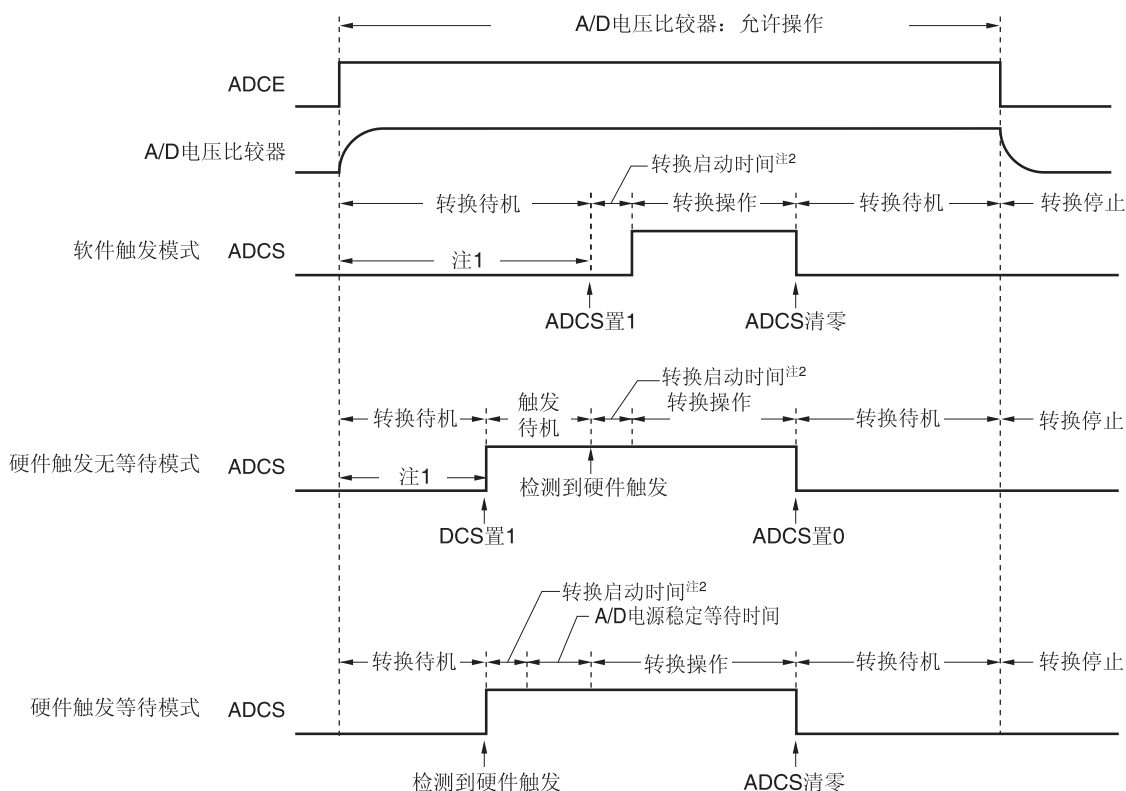 A/D电压比较器：允许操作
ADCE
A/D电压比较器
转换启动时间注2
转换待机 转换操作 转换待机 转换停止
软件触发模式 ADCS
注1
ADCS置1 ADCS清零
转换启动时间注2
转换待机 触发待机 转换操作 转换待机 转换停止
硬件触发无等待模式 ADCS
注1
检测到硬件触发
DCS置1 ADCS置0
转换启动时间注2
A/D电源稳定等待时间
转换待机 转换操作 转换待机 转换停止
硬件触发等待模式 ADCS
检测到硬件触发 ADCS清零